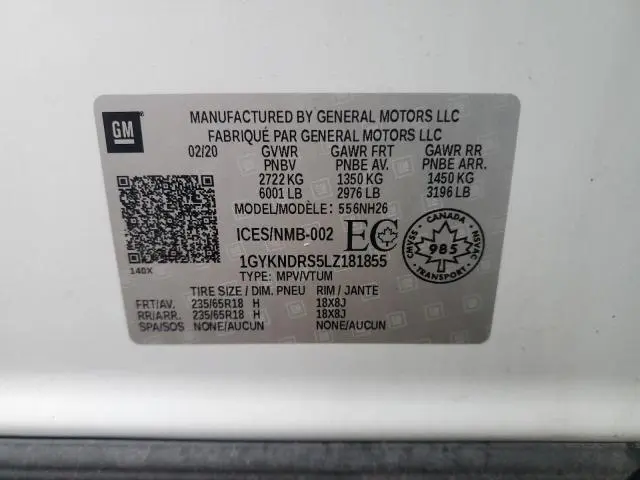 GM
MANUFACTURED BY GENERAL MOTORS LLC
FABRIQUÉ PAR GENERAL MOTORS LLC
02/20 GVWR GAWR FRT GAWR RR
PNBV PNBE AV. PNBE ARR.
2722 KG 1350 KG 1450 KG
6001 LB 2976 LB 3196 LB
MODEL/MODÈLE: 556NH26
ICES/NMB-002 EC
CANADA
CMVSS 985 NSVAC
TRANSPORT
1GYKNDRS5LZ181855
140X
TYPE: MPV/VTUM
TIRE SIZE / DIM. PNEU RIM / JANTE
FRT/AV. 235/65R18 H 18X8J
RR/ARR. 235/65R18 H 18X8J
SPA/SOS NONE/AUCUN NONE/AUCUN